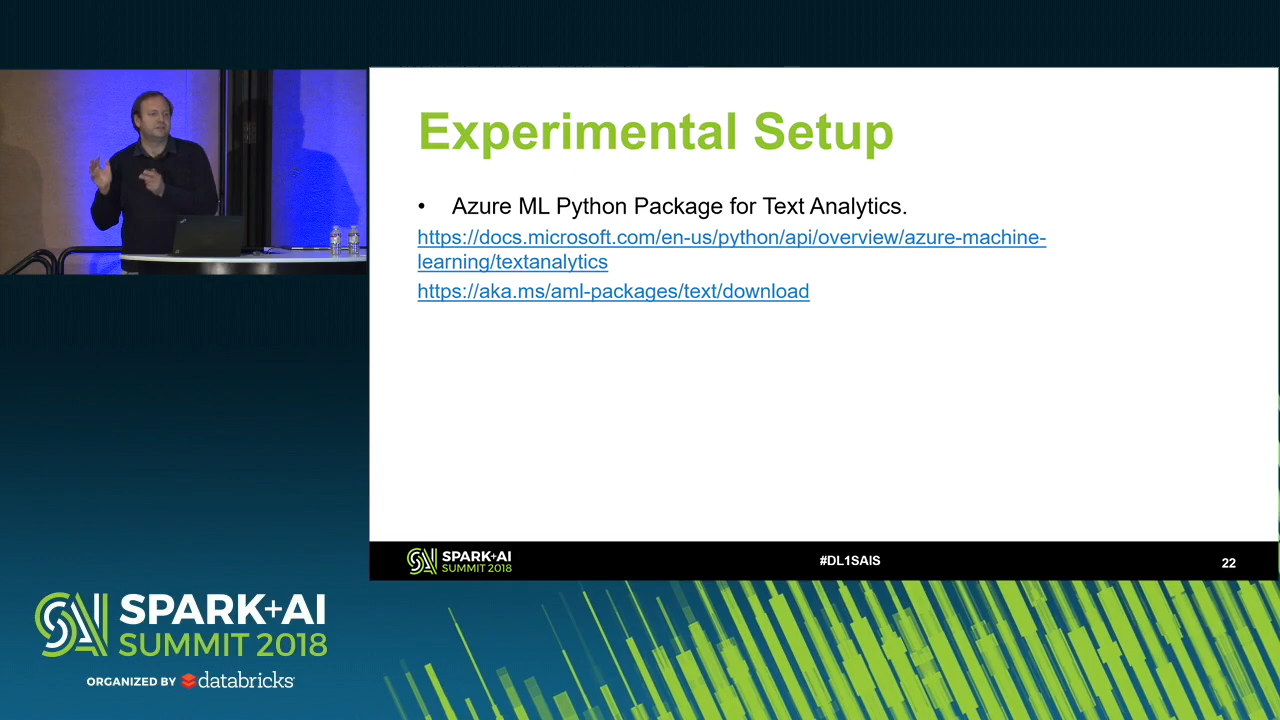 Experimental Setup
• Azure ML Python Package for Text Analytics.
https://docs.microsoft.com/en-us/python/api/overview/azure-machine-
learning/textanalytics
https://aka.ms/aml-packages/text/download
SPARK+AI
SUMMIT 2018
#DL1SAIS
22
SPARK+AI
SUMMIT 2018
ORGANIZED BY databricks